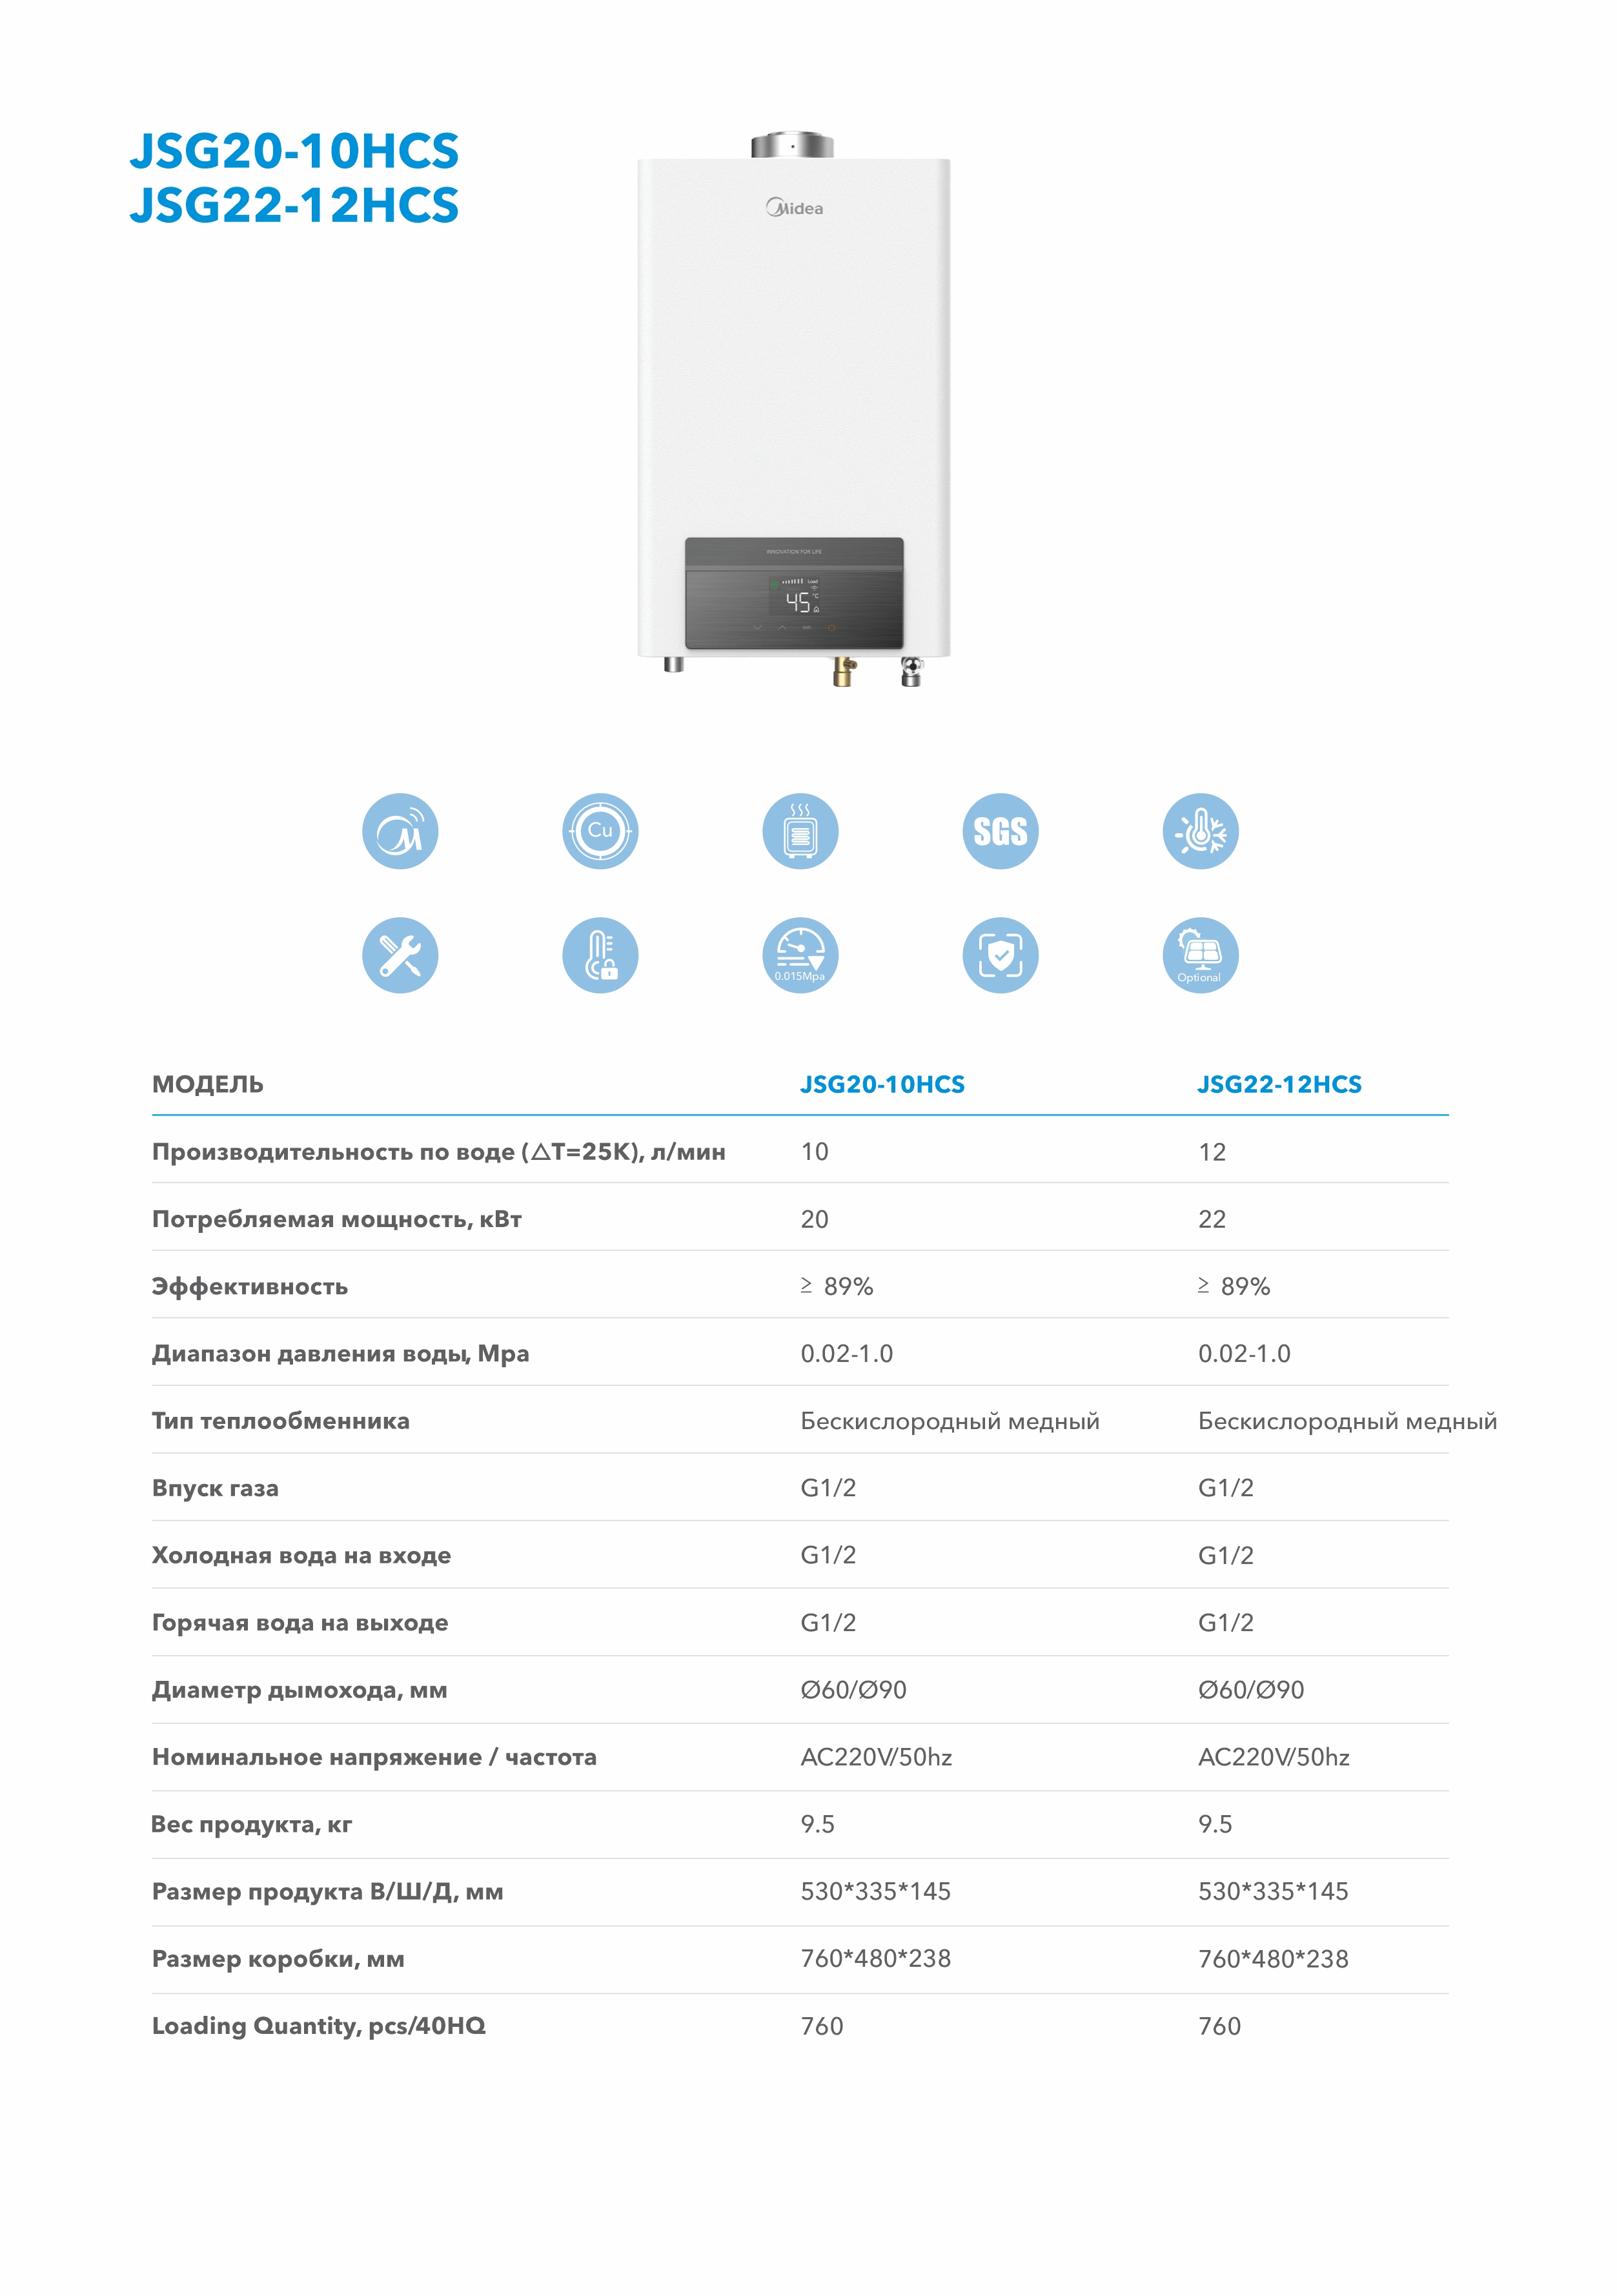 JSG20-10HCS
JSG22-12HCS
Midea
INNOVATION FOR LIFE
Load
45 °C
Cu
SGS
0.015Mpa
Optional
МОДЕЛЬ JSG20-10HCS JSG22-12HCS
Производительность по воде (△T=25K), л/мин 10 12
Потребляемая мощность, кВт 20 22
Эффективность ≥ 89% ≥ 89%
Диапазон давления воды, Mpa 0.02-1.0 0.02-1.0
Тип теплообменника Бескислородный медный Бескислородный медный
Впуск газа G1/2 G1/2
Холодная вода на входе G1/2 G1/2
Горячая вода на выходе G1/2 G1/2
Диаметр дымохода, мм Ø60/Ø90 Ø60/Ø90
Номинальное напряжение / частота AC220V/50hz AC220V/50hz
Вес продукта, кг 9.5 9.5
Размер продукта В/Ш/Д, мм 530*335*145 530*335*145
Размер коробки, мм 760*480*238 760*480*238
Loading Quantity, pcs/40HQ 760 760